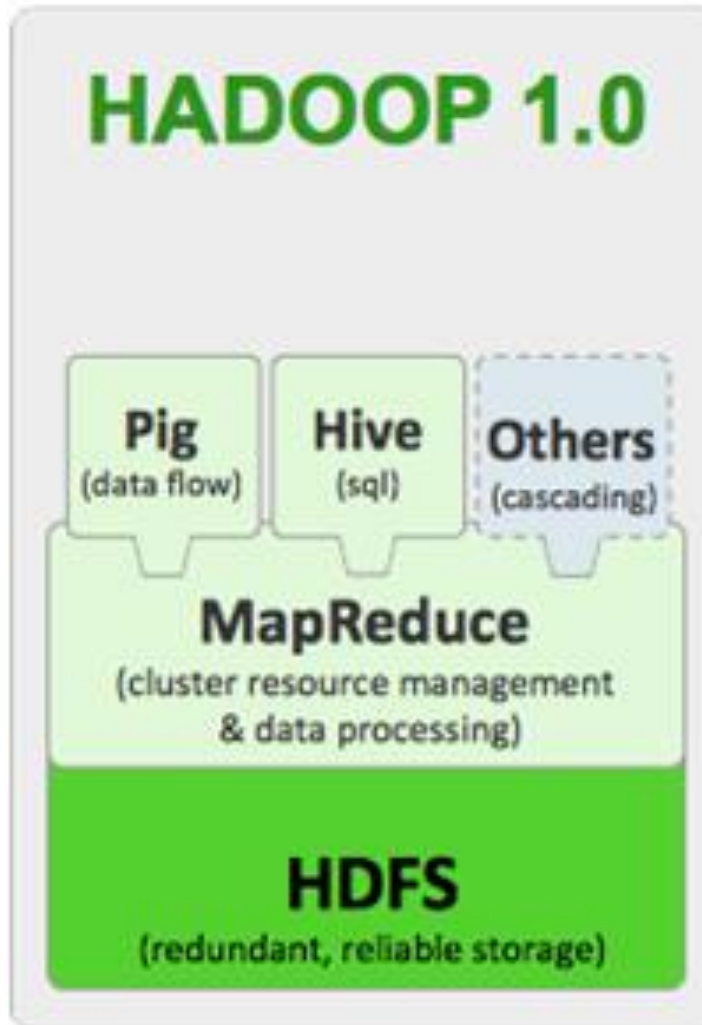 HADOOP 1.0
Pig
(data flow)
Hive
(sql)
Others
(cascading)
MapReduce
(cluster resource management
& data processing)
HDFS
(redundant, reliable storage)